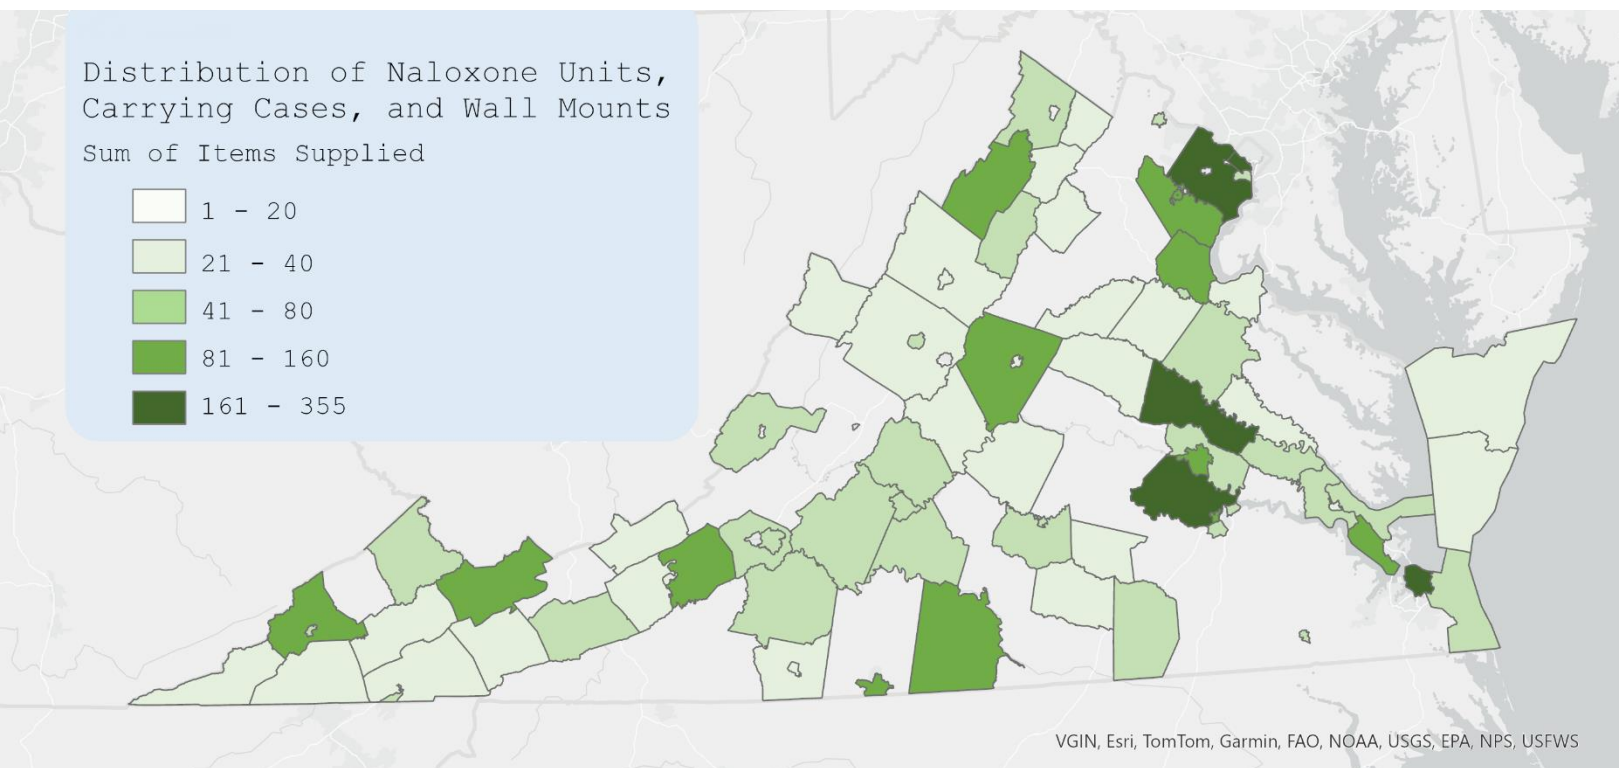 Distribution of Naloxone Units,
Carrying Cases, and Wall Mounts
Sum of Items Supplied
1 - 20
21 - 40
41 - 80
81 - 160
161 - 355
VGIN, Esri, TomTom, Garmin, FAO, NOAA, USGS, EPA, NPS, USFWS